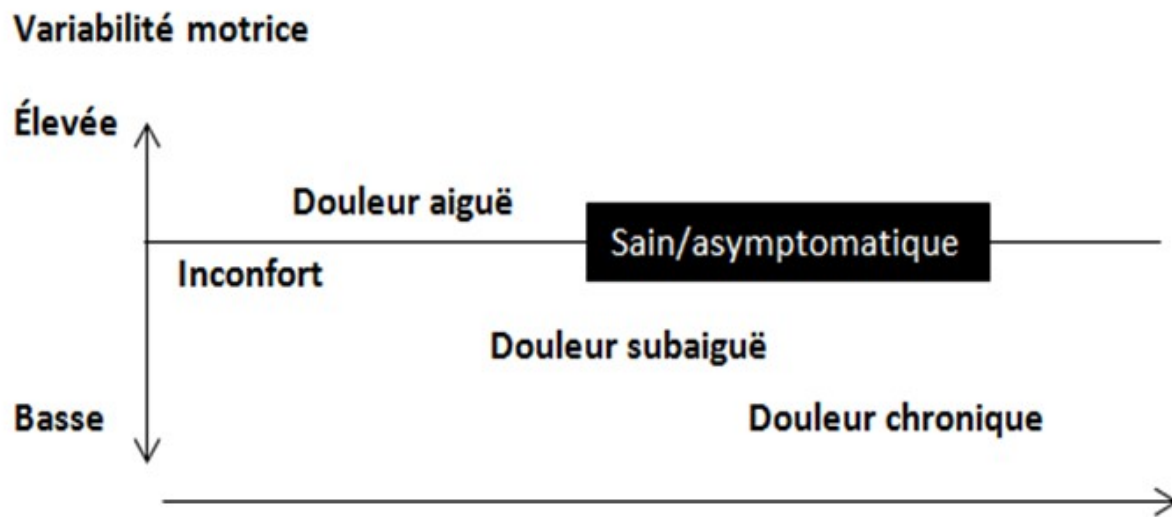 Variabilité motrice
Élevée
Douleur aiguë
Sain/asymptomatique
Inconfort
Douleur subaiguë
Basse
Douleur chronique